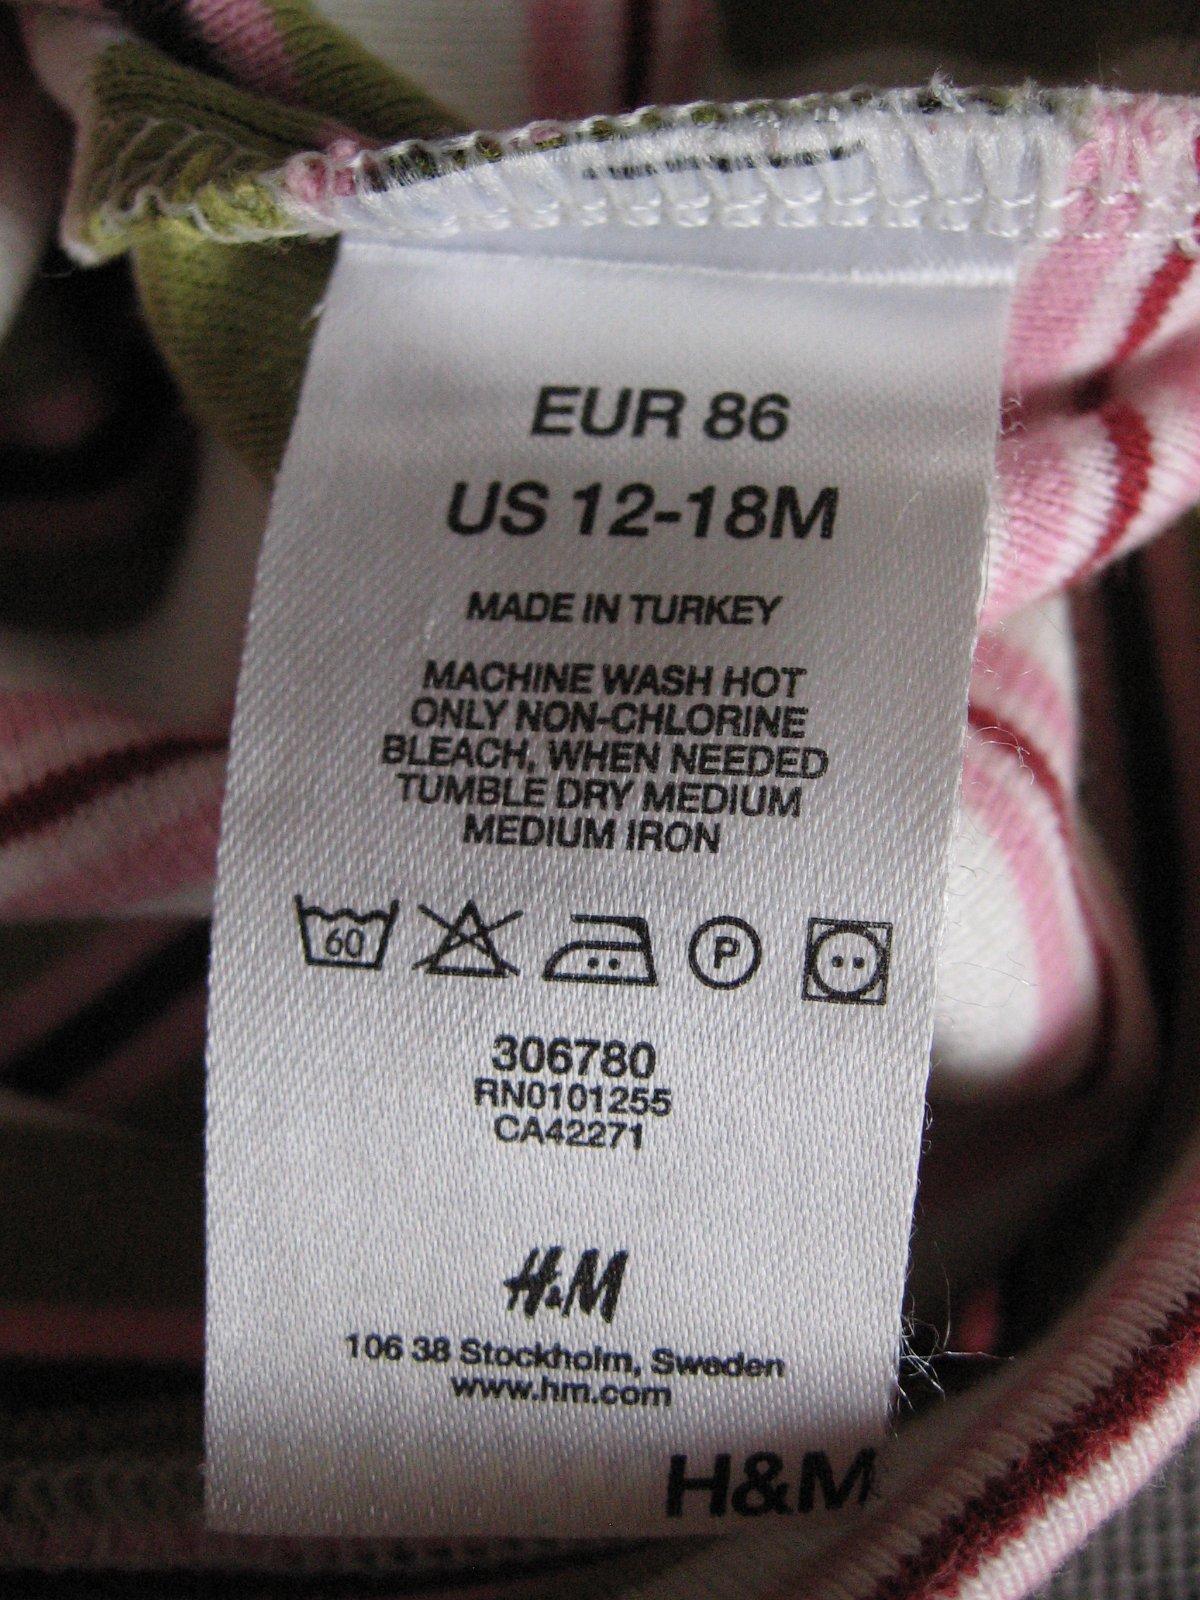 EUR 86
US 12-18M
MADE IN TURKEY
MACHINE WASH HOT
ONLY NON-CHLORINE
BLEACH, WHEN NEEDED
TUMBLE DRY MEDIUM
MEDIUM IRON
60 P
306780
RN0101255
CA42271
H&M
106 38 Stockholm, Sweden
www.hm.com
H&M